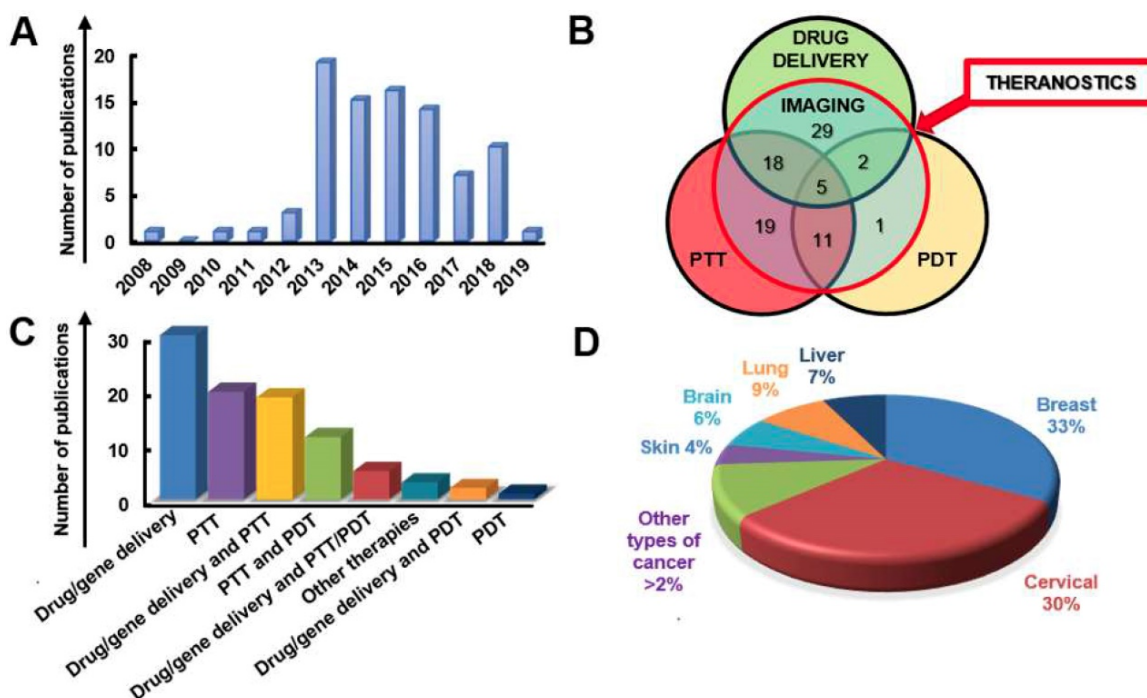 A
Number of publications
20
15
10
5
0
2008
2009
2010
2011
2012
2013
2014
2015
2016
2017
2018
2019
B
DRUG
DELIVERY
IMAGING
THERANOSTICS
29
18
2
5
19
11
1
PTT
PDT
C
Number of publications
30
20
10
0
Drug/gene delivery
PTT
Drug/gene delivery and PTT
PTT and PDT
Drug/gene delivery and PTT/PDT
Other therapies
Drug/gene delivery and PDT
PDT
D
Liver
7%
Lung
9%
Brain
6%
Skin 4%
Other
types of
cancer
>2%
Breast
33%
Cervical
30%